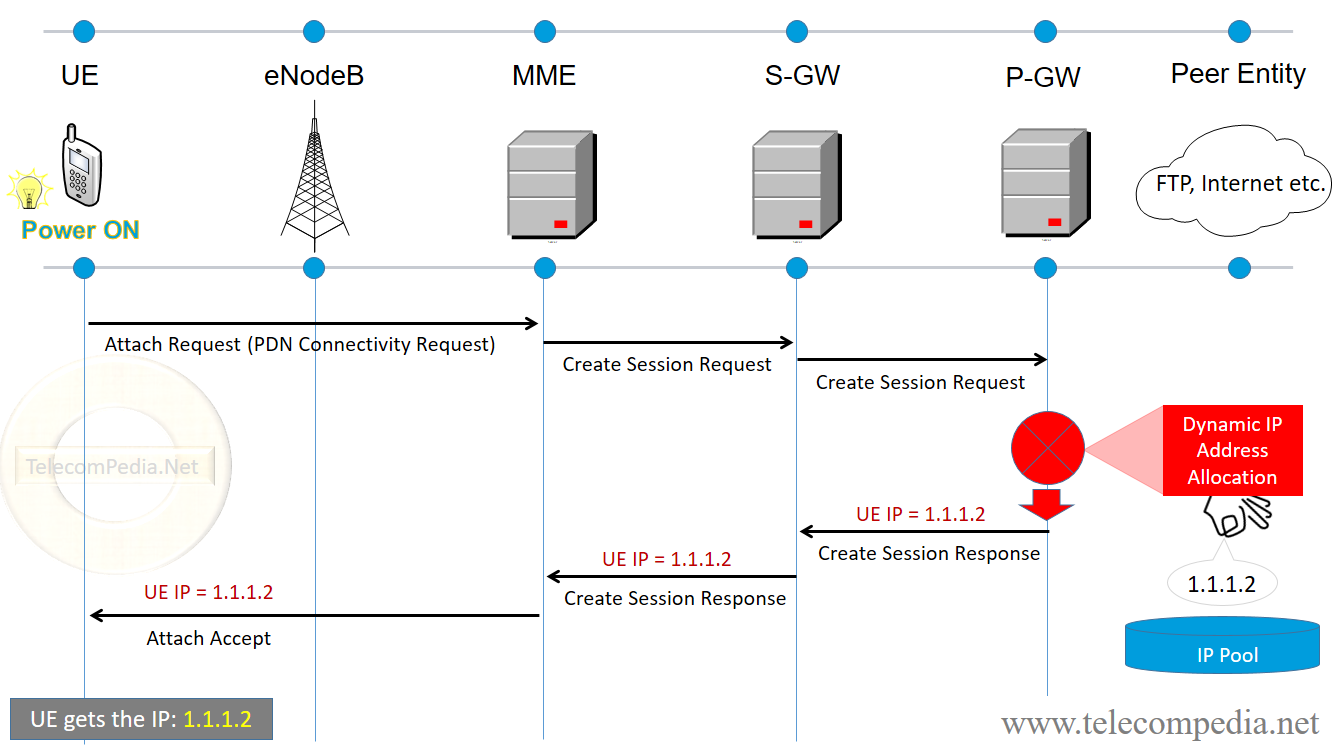 UE
eNodeB
MME
S-GW
P-GW
Peer Entity
FTP, Internet etc.
Power ON
Attach Request (PDN Connectivity Request)
Create Session Request
Create Session Request
Dynamic IP
Address
Allocation
TelecomPedia.Net
UE IP = 1.1.1.2
Create Session Response
UE IP = 1.1.1.2
Create Session Response
1.1.1.2
UE IP = 1.1.1.2
Attach Accept
IP Pool
UE gets the IP: 1.1.1.2
www.telecompedia.net